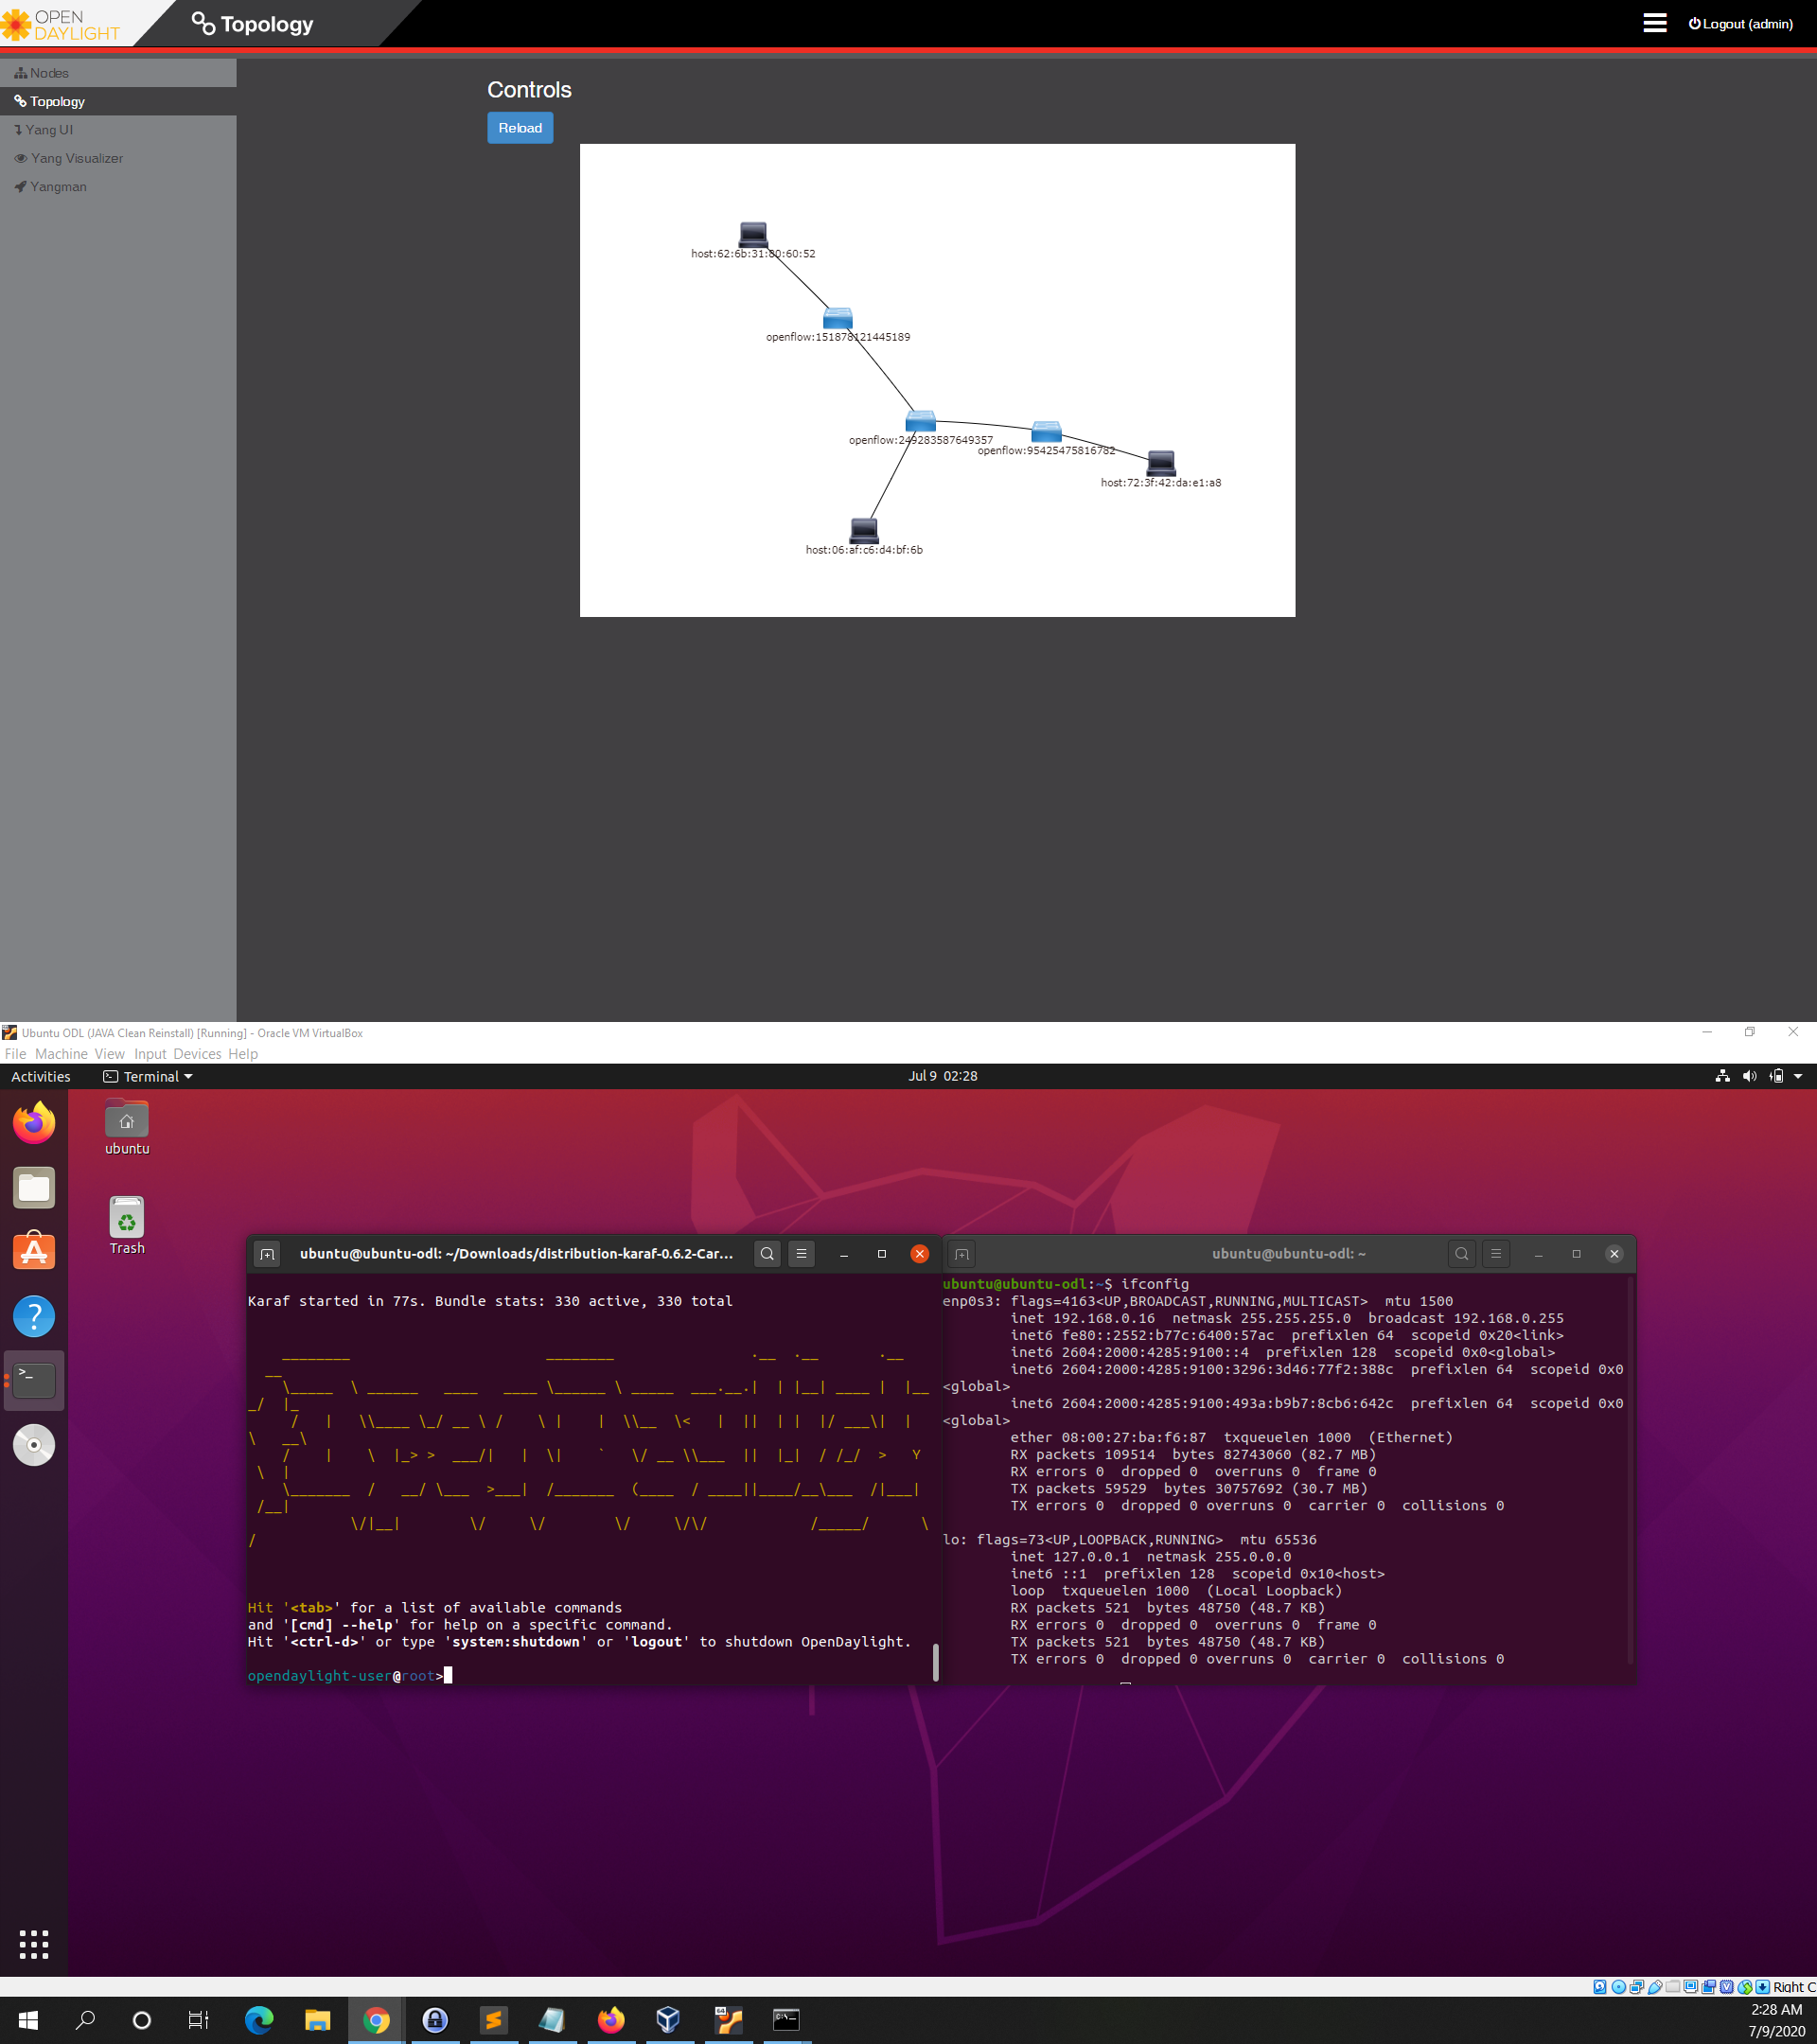 OPEN
DAYLIGHT
Topology
Logout (admin)
Nodes
Topology
Yang UI
Yang Visualizer
Yangman
Controls
Reload
host:62:6b:31:80:60:52
openflow:151878121445189
openflow:249283587649357
openflow:95425475816782
host:72:3f:42:da:e1:a8
host:06:af:c6:d4:bf:6b
Ubuntu ODL (JAVA Clean Reinstall) [Running] - Oracle VM VirtualBox
File Machine View Input Devices Help
Activities Terminal Jul 9 02:28
ubuntu
Trash
ubuntu@ubuntu-odl: ~/Downloads/distribution-karaf-0.6.2-Car...
Karaf started in 77s. Bundle stats: 330 active, 330 total
Hit '<tab>' for a list of available commands
and '[cmd] --help' for help on a specific command.
Hit '<ctrl-d>' or type 'system:shutdown' or 'logout' to shutdown OpenDaylight.
opendaylight-user@root>
ubuntu@ubuntu-odl: ~
ubuntu@ubuntu-odl:~$ ifconfig
enp0s3: flags=4163<UP,BROADCAST,RUNNING,MULTICAST>  mtu 1500
inet 192.168.0.16  netmask 255.255.255.0  broadcast 192.168.0.255
inet6 fe80::2552:b77c:6400:57ac  prefixlen 64  scopeid 0x20<link>
inet6 2604:2000:4285:9100::4  prefixlen 128  scopeid 0x0<global>
inet6 2604:2000:4285:9100:3296:3d46:77f2:388c  prefixlen 64  scopeid 0x0
<global>
inet6 2604:2000:4285:9100:493a:b9b7:8cb6:642c  prefixlen 64  scopeid 0x0
<global>
ether 08:00:27:ba:f6:87  txqueuelen 1000  (Ethernet)
RX packets 109514  bytes 82743060 (82.7 MB)
RX errors 0  dropped 0  overruns 0  frame 0
TX packets 59529  bytes 30757692 (30.7 MB)
TX errors 0  dropped 0 overruns 0  carrier 0  collisions 0
lo: flags=73<UP,LOOPBACK,RUNNING>  mtu 65536
inet 127.0.0.1  netmask 255.0.0.0
inet6 ::1  prefixlen 128  scopeid 0x10<host>
loop  txqueuelen 1000  (Local Loopback)
RX packets 521  bytes 48750 (48.7 KB)
RX errors 0  dropped 0  overruns 0  frame 0
TX packets 521  bytes 48750 (48.7 KB)
TX errors 0  dropped 0 overruns 0  carrier 0  collisions 0
Right C
2:28 AM
7/9/2020